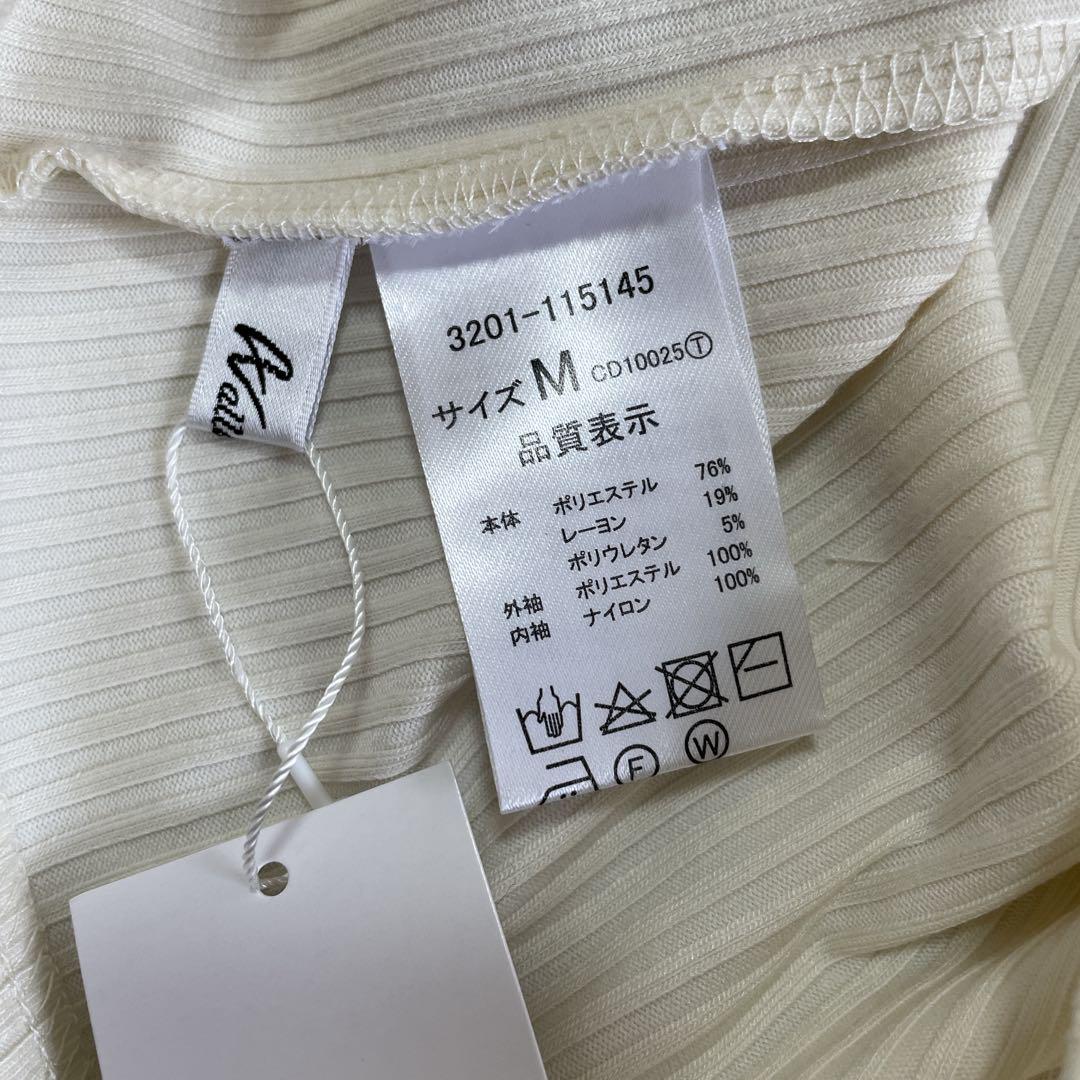 3201-115145
サイズ M CD10025Ⓣ
品質表示
本体 ポリエステル 76%
レーヨン 19%
ポリウレタン 5%
外袖 ポリエステル 100%
内袖 ナイロン 100%
F W